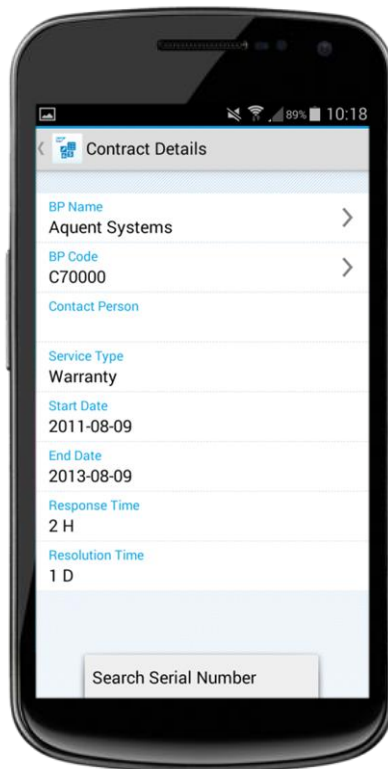 89% 10:18
Contract Details
BP Name
Aquent Systems
BP Code
C70000
Contact Person
Service Type
Warranty
Start Date
2011-08-09
End Date
2013-08-09
Response Time
2 H
Resolution Time
1 D
Search Serial Number